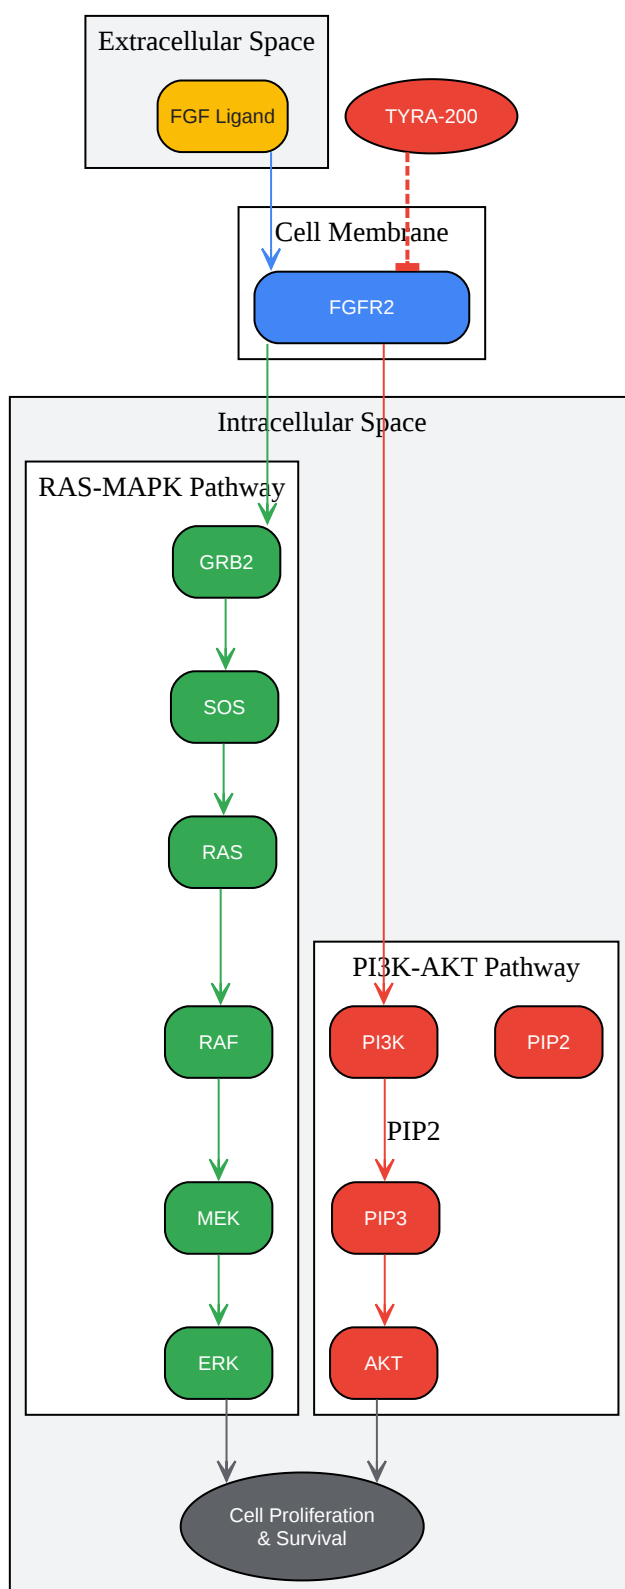 Extracellular Space
FGF Ligand
TYRA-200
Cell Membrane
FGFR2
Intracellular Space
RAS-MAPK Pathway
GRB2
SOS
RAS
RAF
MEK
ERK
PI3K-AKT Pathway
PI3K
PIP2
PIP2
PIP3
AKT
Cell Proliferation
& Survival